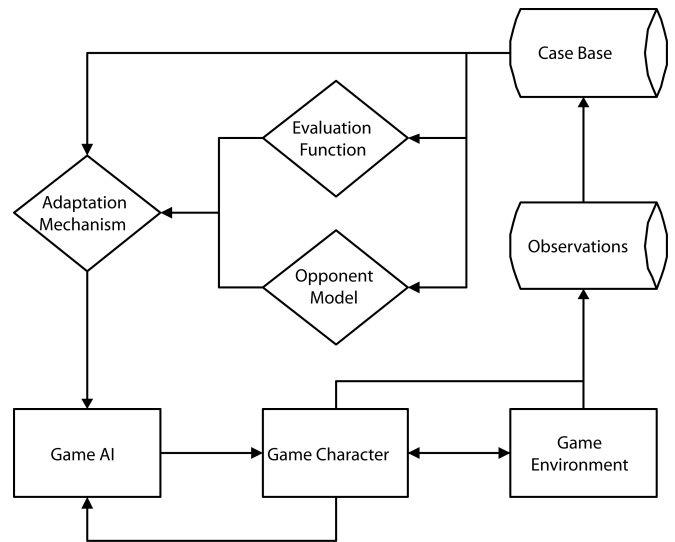 Case Base
Evaluation
Function
Adaptation
Mechanism
Observations
Opponent
Model
Game AI
Game Character
Game
Environment